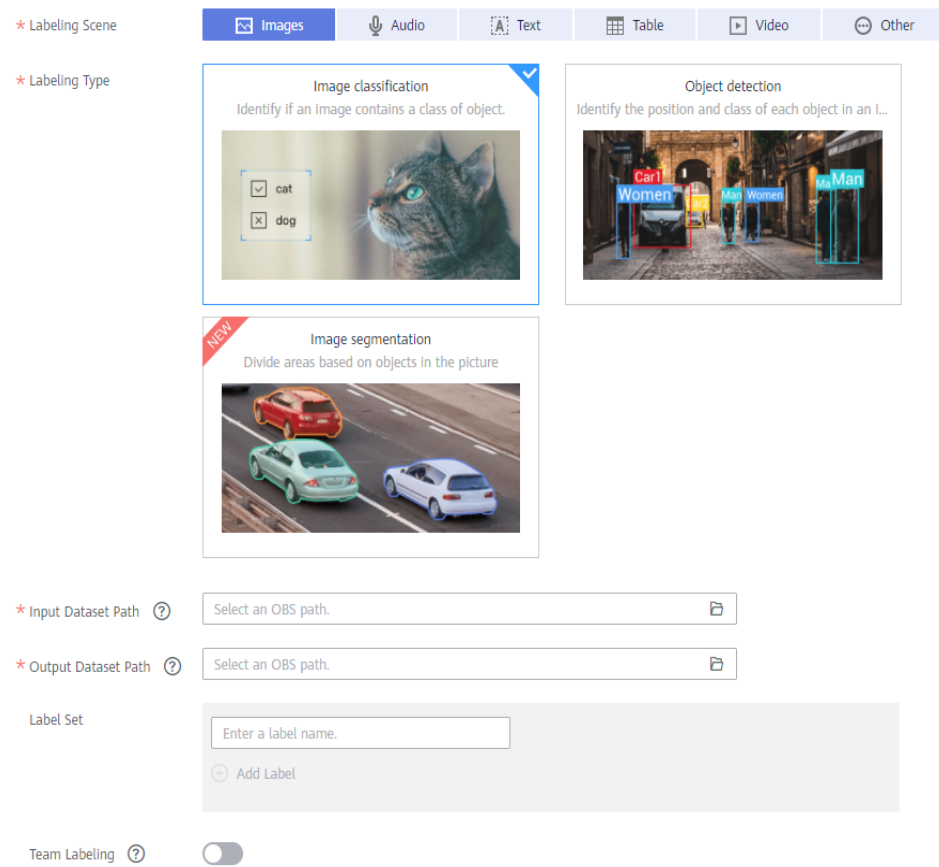 * Labeling Scene
Images
Audio
A Text
Table
Video
Other
* Labeling Type
Image classification
Identify if an image contains a class of object.
cat
dog
Object detection
Identify the position and class of each object in an i...
Car1
Women
Man
Women
Ma
Man
NEW
Image segmentation
Divide areas based on objects in the picture
* Input Dataset Path ?
Select an OBS path.
* Output Dataset Path ?
Select an OBS path.
Label Set
Enter a label name.
Add Label
Team Labeling ?